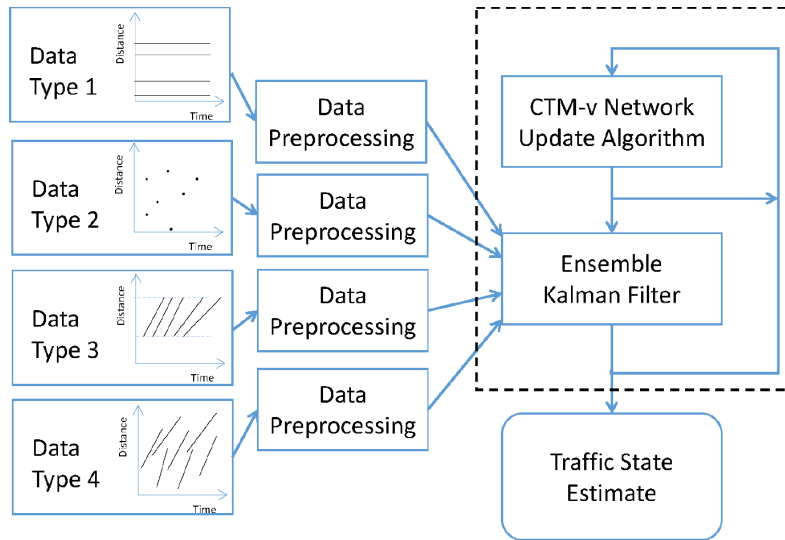 Data
Type 1
Distance
Time
Data
Preprocessing
Data
Type 2
Distance
Time
Data
Preprocessing
Data
Type 3
Distance
Time
Data
Preprocessing
Data
Type 4
Distance
Time
Data
Preprocessing
CTM-v Network
Update Algorithm
Ensemble
Kalman Filter
Traffic State
Estimate